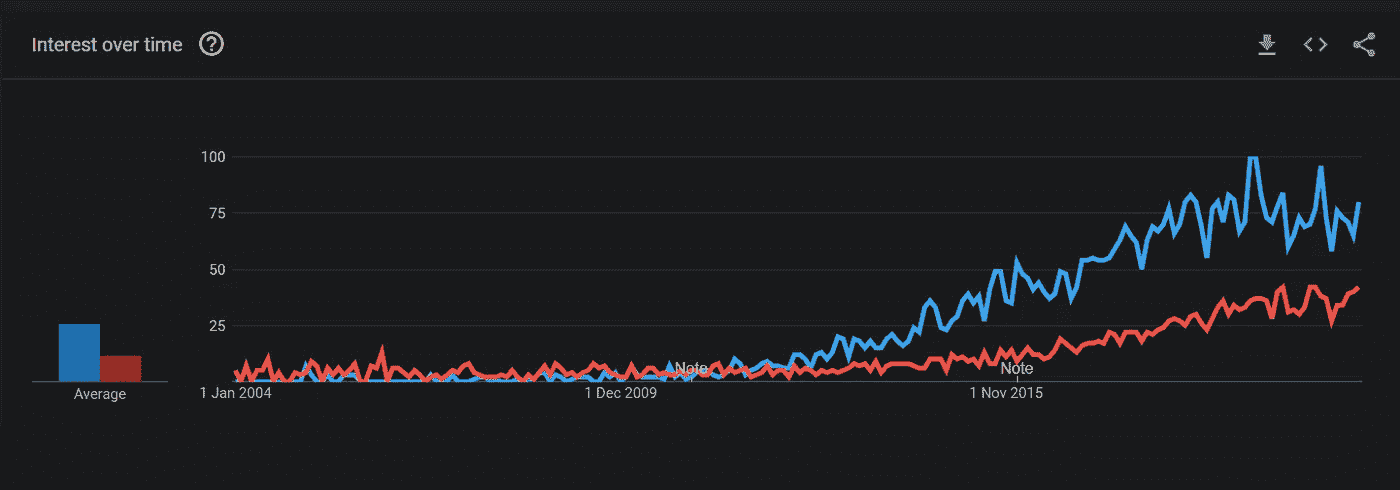 Interest over time ?
100
75
50
25
Note
Note
Average
1 Jan 2004
1 Dec 2009
1 Nov 2015